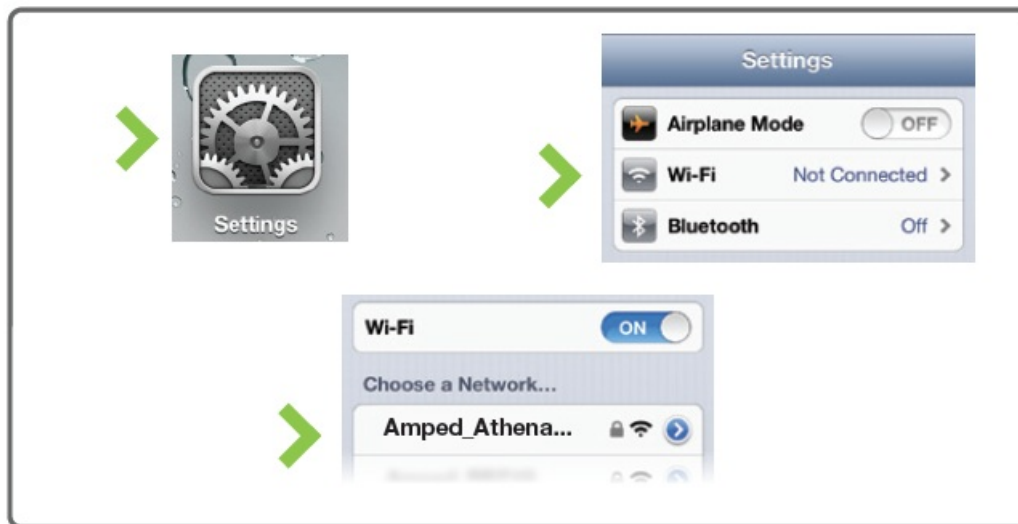 Settings
Settings
Airplane Mode OFF
Wi-Fi Not Connected
Bluetooth Off
Wi-Fi ON
Choose a Network...
Amped_Athena...